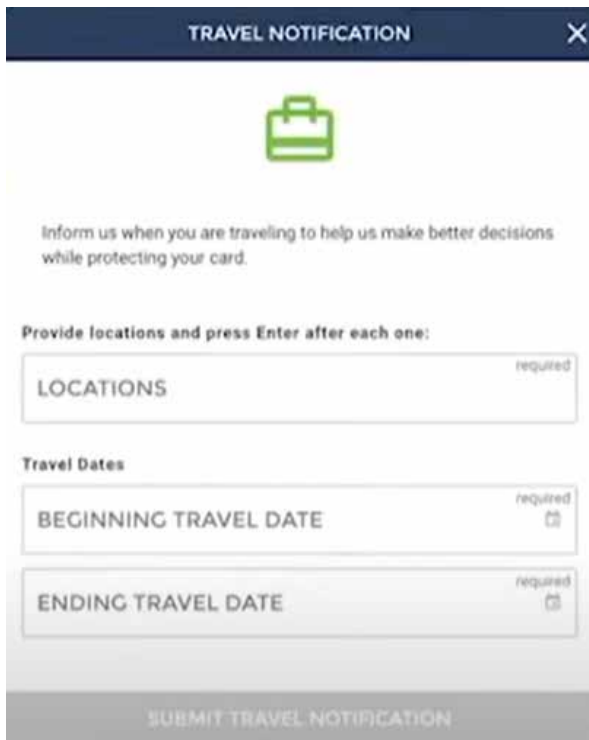 TRAVEL NOTIFICATION
Inform us when you are traveling to help us make better decisions
while protecting your card.
Provide locations and press Enter after each one:
required
LOCATIONS
Travel Dates
required
BEGINNING TRAVEL DATE
required
ENDING TRAVEL DATE
SUBMIT TRAVEL NOTIFICATION